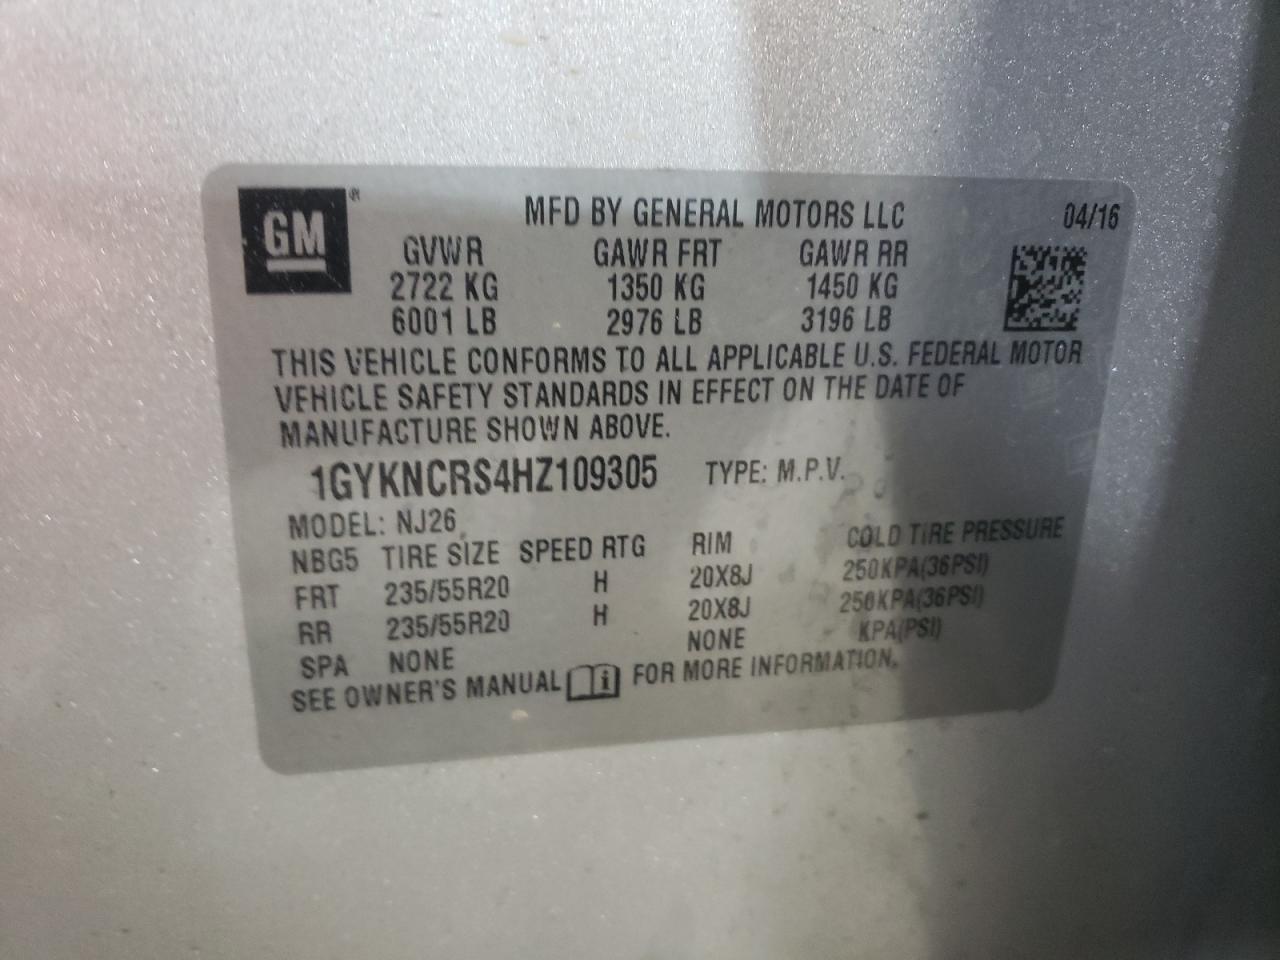 GM®
MFD BY GENERAL MOTORS LLC 04/16
GVWR GAWR FRT GAWR RR
2722 KG 1350 KG 1450 KG
6001 LB 2976 LB 3196 LB
THIS VEHICLE CONFORMS TO ALL APPLICABLE U.S. FEDERAL MOTOR
VEHICLE SAFETY STANDARDS IN EFFECT ON THE DATE OF
MANUFACTURE SHOWN ABOVE.
1GYKNCRS4HZ109305 TYPE: M.P.V.
MODEL: NJ26
NBG5 TIRE SIZE SPEED RTG RIM COLD TIRE PRESSURE
FRT 235/55R20 H 20X8J 250KPA(36PSI)
RR 235/55R20 H 20X8J 250KPA(36PSI)
SPA NONE NONE KPA(PSI)
SEE OWNER'S MANUAL i FOR MORE INFORMATION.